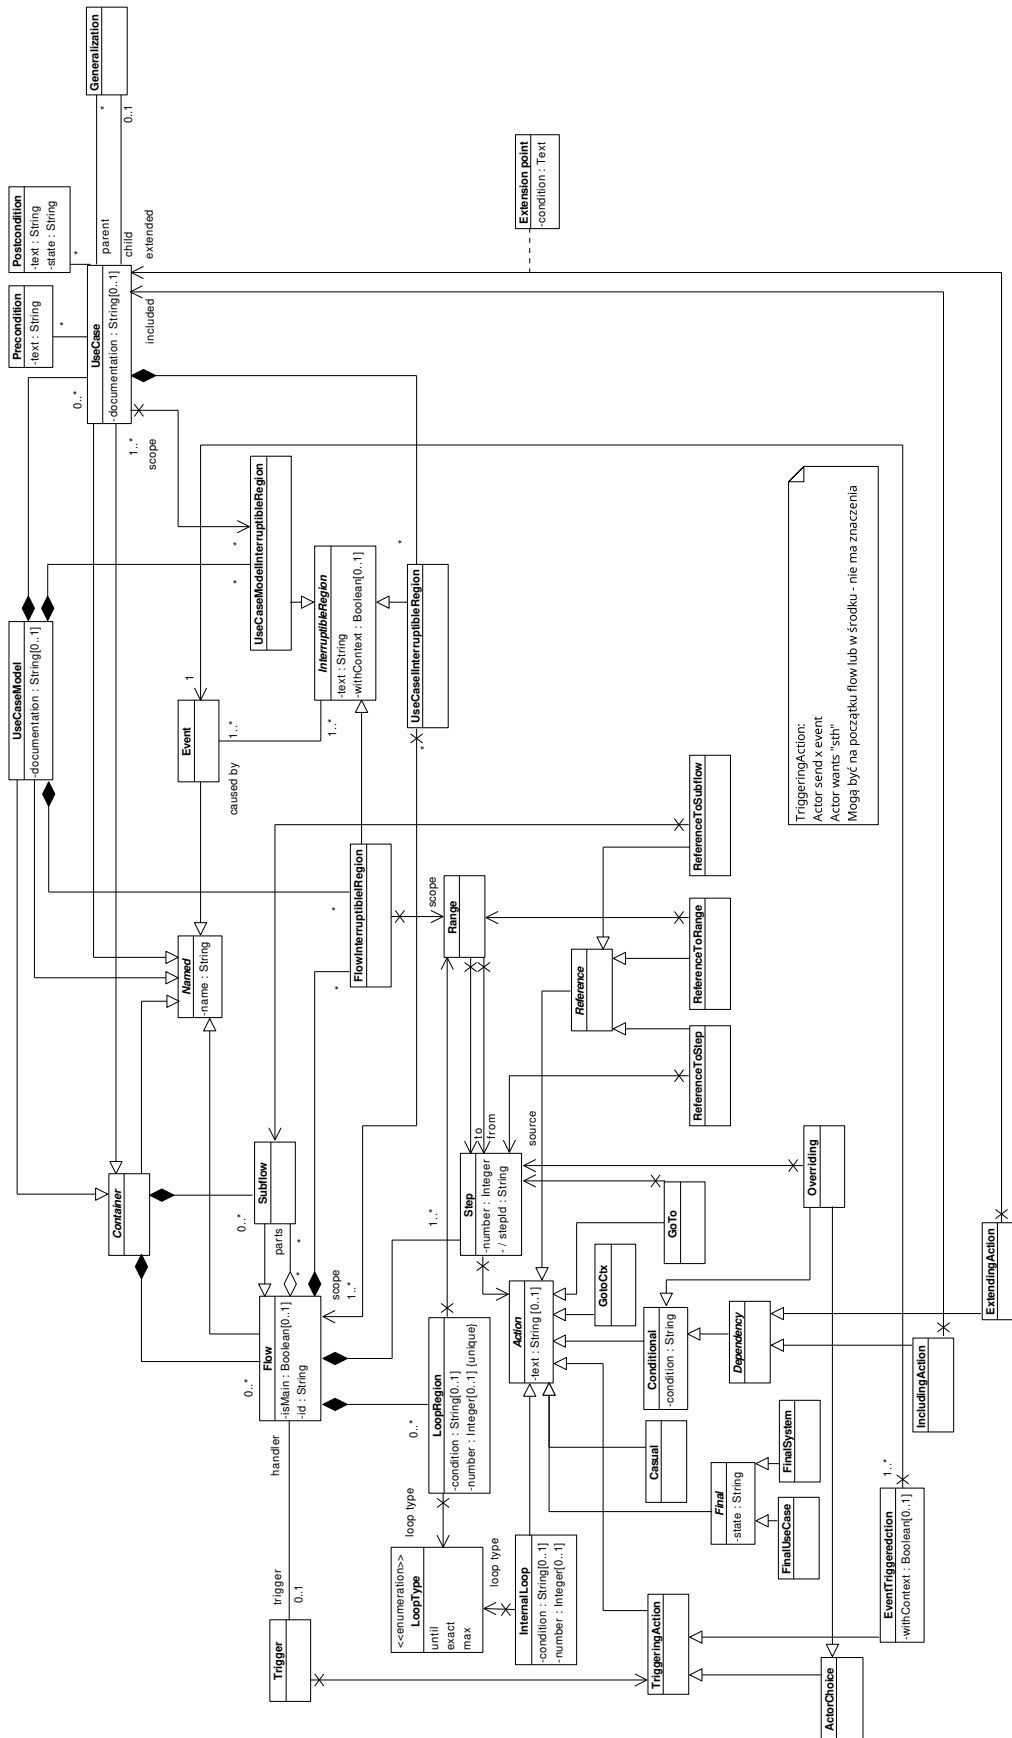 UseCaseModel
-documentation : String[0..1]
Precondition
-text : String
Postcondition
-text : String
-state : String
Generalization
*
0..1
parent
child
*
*
0..*
UseCase
-documentation : String[0..1]
1..*
scope
included
extended
Container
Named
-name : String
Event
1
1..*
caused by
UseCaseModelInterruptibleRegion
*
*
Trigger
trigger
0..1
handler
Flow
-isMain : Boolean[0..1]
-id : String
0..*
Subflow
0..*
parts
*
scope
1..*
InterruptibleRegion
-text : String
-withContext : Boolean[0..1]
1..*
FlowInterruptibleIRegion
*
*
UseCaseIInterruptibleRegion
*
*
<<enumeration>>
LoopType
until
exact
max
loop type
loop type
LoopRegion
-condition : String[0..1]
-number : Integer[0..1] {unique}
0..*
1..*
Range
scope
Step
-number : Integer
- / stepId : String
to
from
source
Extension point
-condition : Text
InternalLoop
-condition : String[0..1]
-number : Integer[0..1]
Action
-text : String [0..1]
Reference
GotoCtx
TriggeringAction
Casual
Conditional
-condition : String
GoTo
ReferenceToStep
ReferenceToRange
ReferenceToSubflow
Final
-state : String
Dependency
FinalUseCase
FinalSystem
Overriding
TriggeringAction:
Actor send x event
Actor wants "sth"
Mogą być na początku flow lub w środku - nie ma znaczenia
ActorChoice
EventTriggeredction
-withContext : Boolean[0..1]
1..*
IncludingAction
ExtendingAction